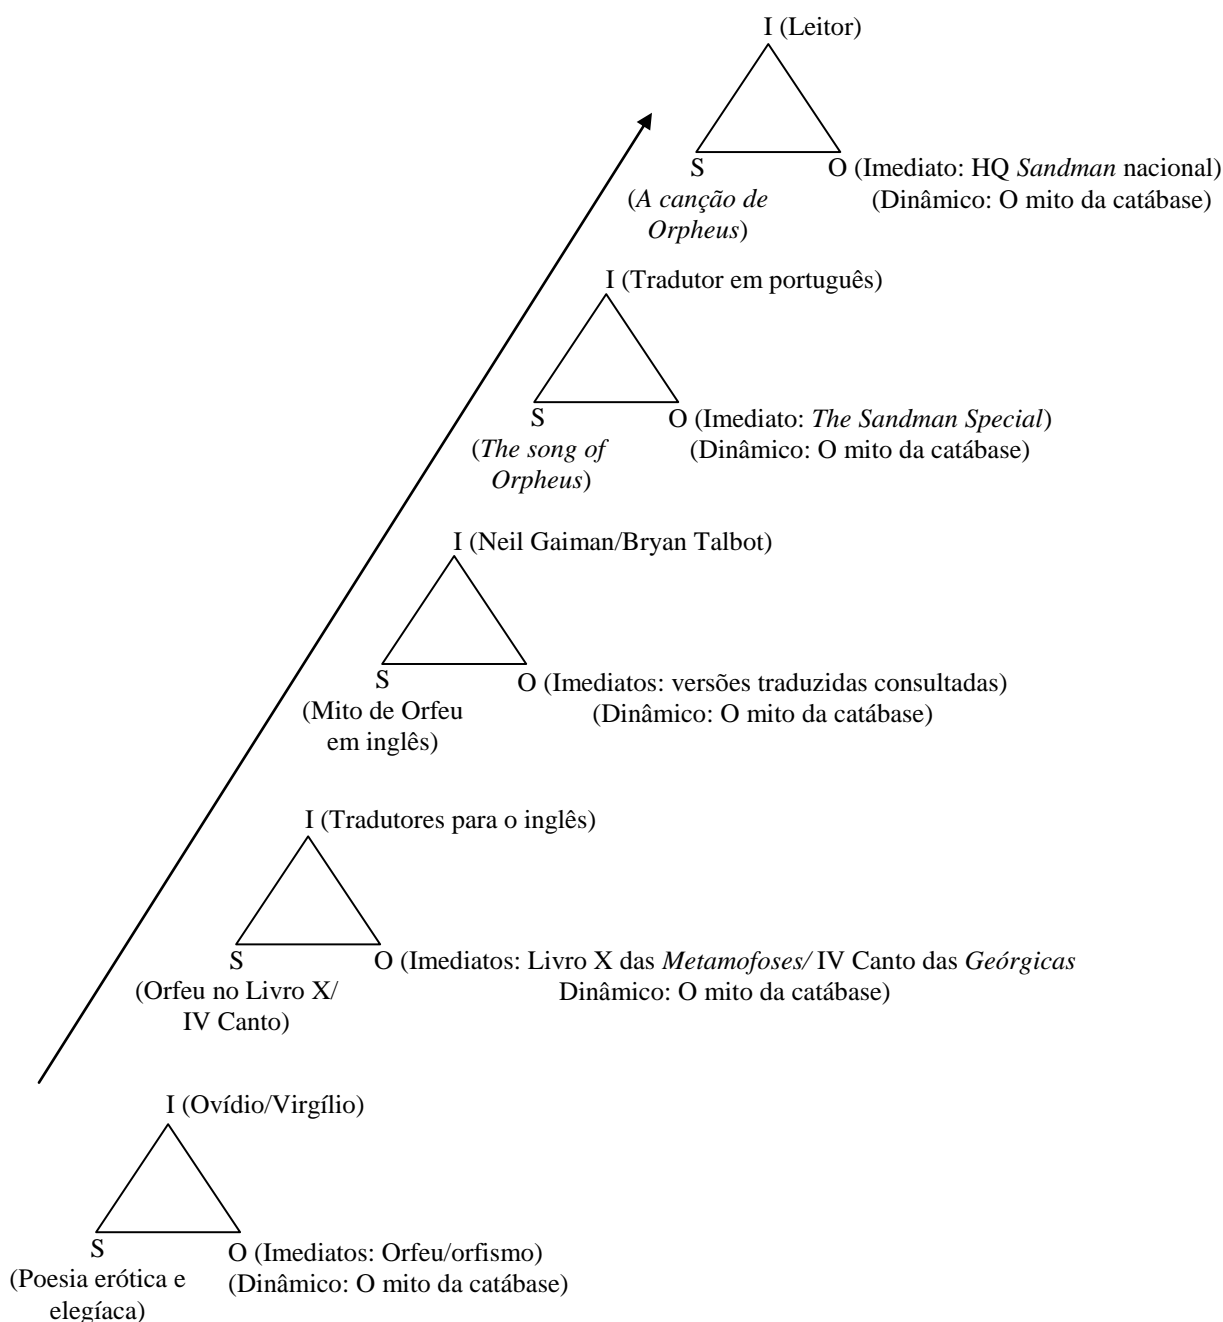 I (Leitor)
S
O (Imediato: HQ Sandman nacional)
(Dinâmico: O mito da catábase)
(A canção de
Orpheus)
I (Tradutor em português)
S
O (Imediato: The Sandman Special)
(Dinâmico: O mito da catábase)
(The song of
Orpheus)
I (Neil Gaiman/Bryan Talbot)
S
O (Imediatos: versões traduzidas consultadas)
(Dinâmico: O mito da catábase)
(Mito de Orfeu
em inglês)
I (Tradutores para o inglês)
S
O (Imediatos: Livro X das Metamofoses/ IV Canto das Geórgicas
Dinâmico: O mito da catábase)
(Orfeu no Livro X/
IV Canto)
I (Ovídio/Virgílio)
S
O (Imediatos: Orfeu/orfismo)
(Dinâmico: O mito da catábase)
(Poesia erótica e
elegíaca)